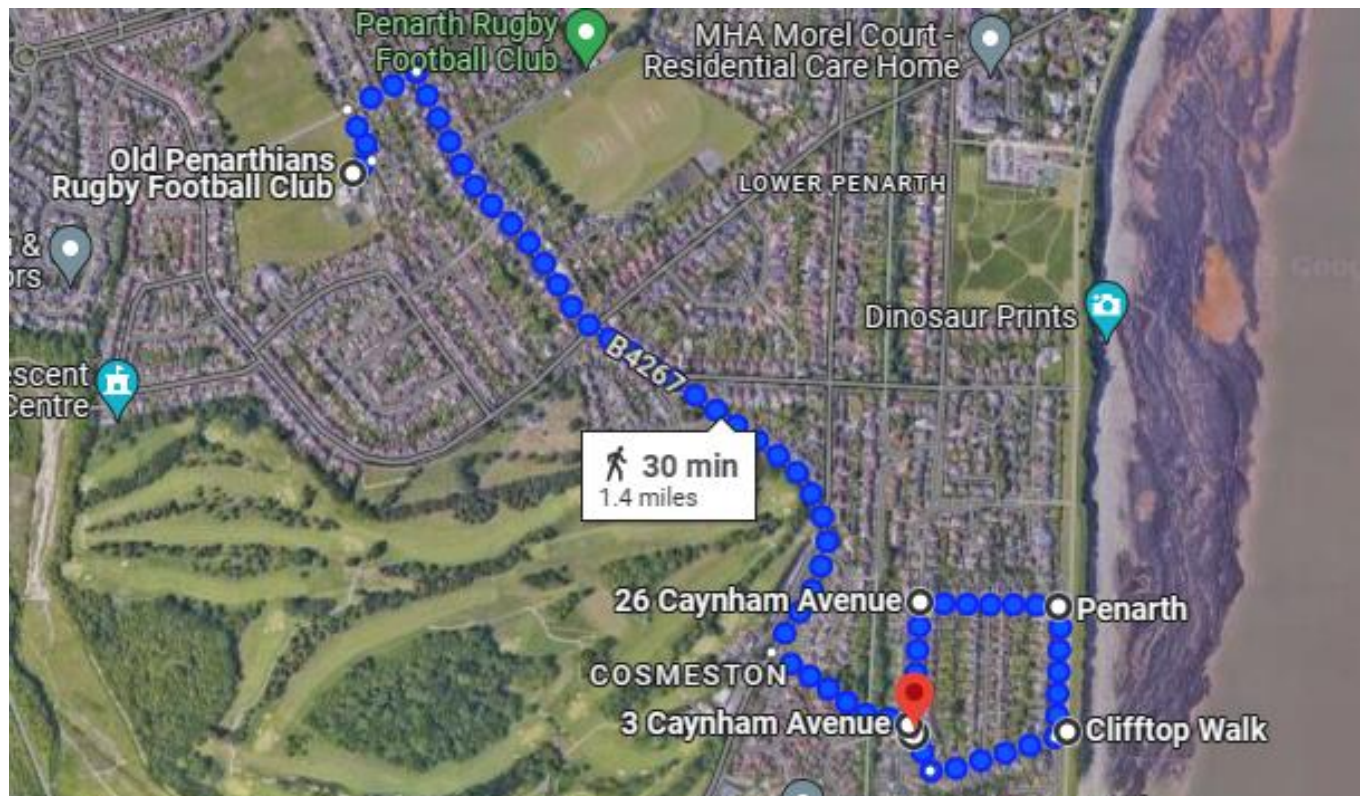 Penarth Rugby
Football Club
MHA Morel Court -
Residential Care Home
Old Penarthians
Rugby Football Club
LOWER PENARTH
&
Dinosaur Prints
B4267
Centre
30 min
1.4 miles
26 Caynham Avenue
Penarth
COSMESTON
3 Caynham Avenue
Clifftop Walk